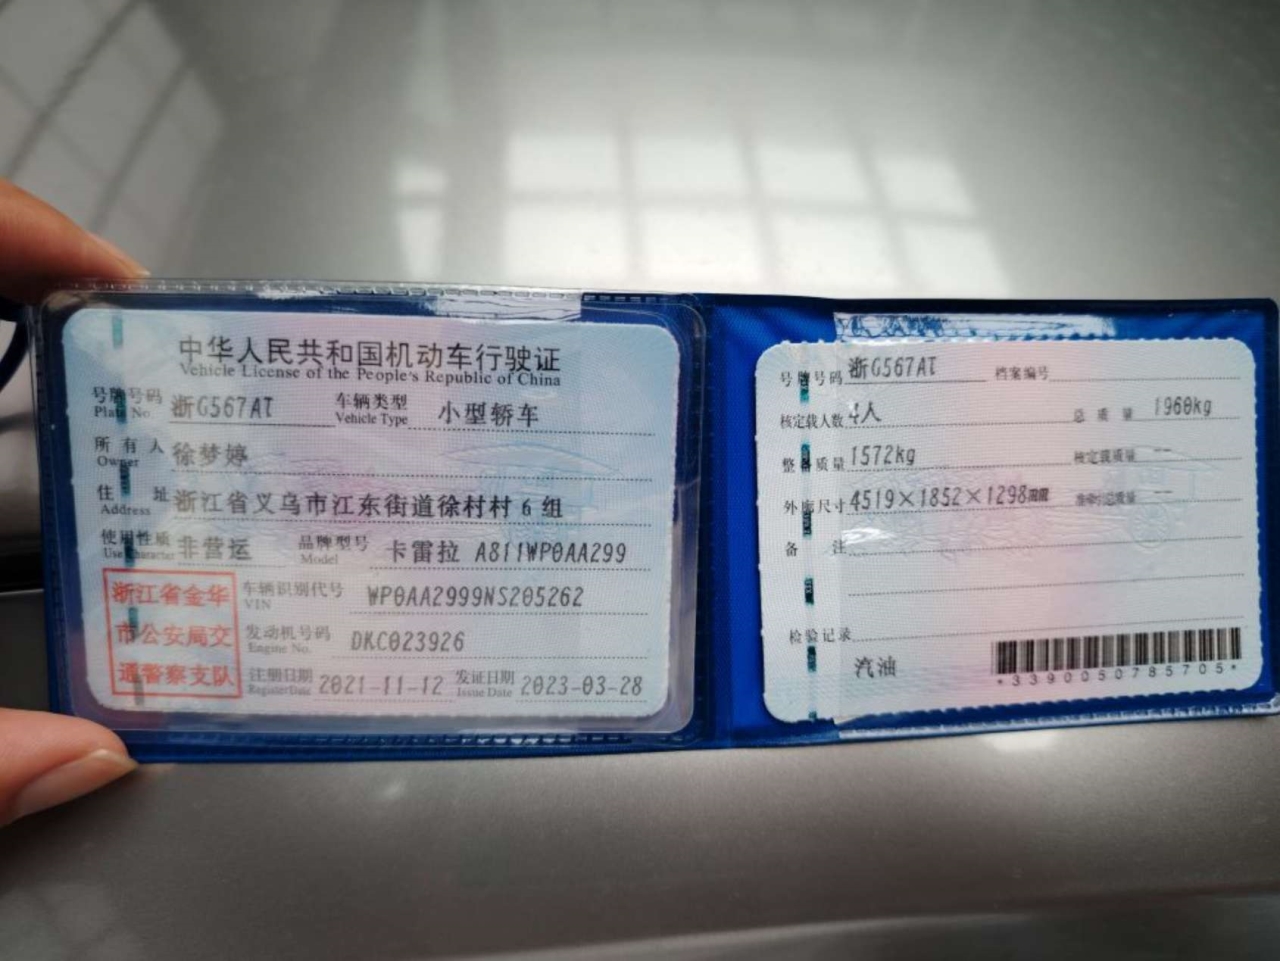 中华人民共和国机动车行驶证
Vehicle License of the People's Republic of China
号牌号码 浙G567AT 车辆类型 小型轿车
Plate No. Vehicle Type
所有人 徐梦婷
Owner
住址 浙江省义乌市江东街道徐村村6组
Address
使用性质 非营运 品牌型号 卡雷拉 A811WP0AA299
Use Character Model
浙江省金华
市公安局交
通警察支队
车辆识别代号 WP0AA2999NS205262
VIN
发动机号码 DKC023926
Engine No.
注册日期 2021-11-12 发证日期 2023-03-28
Register Date Issue Date
号牌号码 浙G567AT 档案编号
核定载人数 4人 总质量 1960kg
整备质量 1572kg 核定载质量 --
外廓尺寸 4519×1852×1298mm 准牵引总质量 --
备注
检验记录
汽油
*3390050785705*